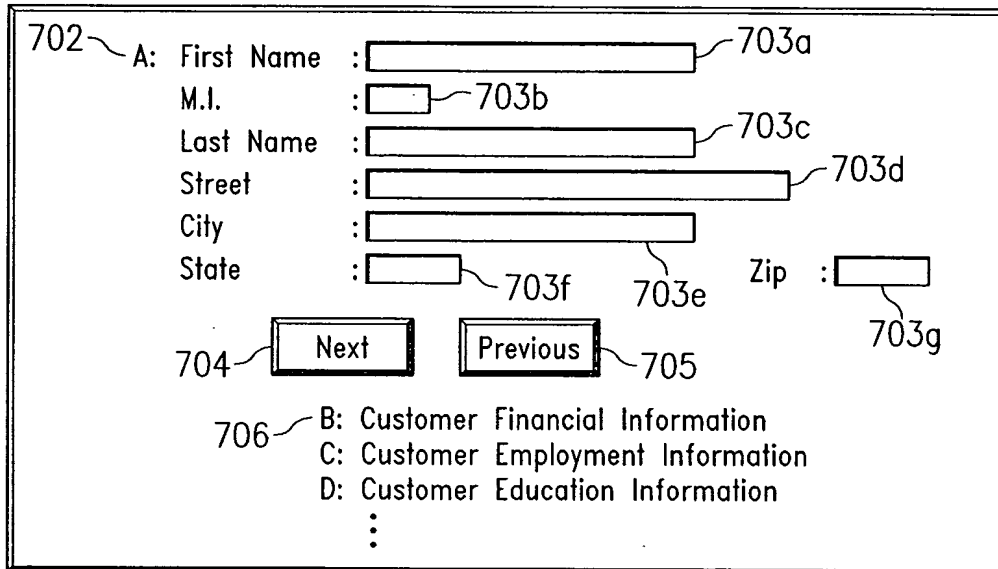 702 A: First Name : 703a
M.I. : 703b
Last Name : 703c
Street : 703d
City : 703e
State : 703f Zip : 703g
704 Next Previous 705
706 B: Customer Financial Information
C: Customer Employment Information
D: Customer Education Information